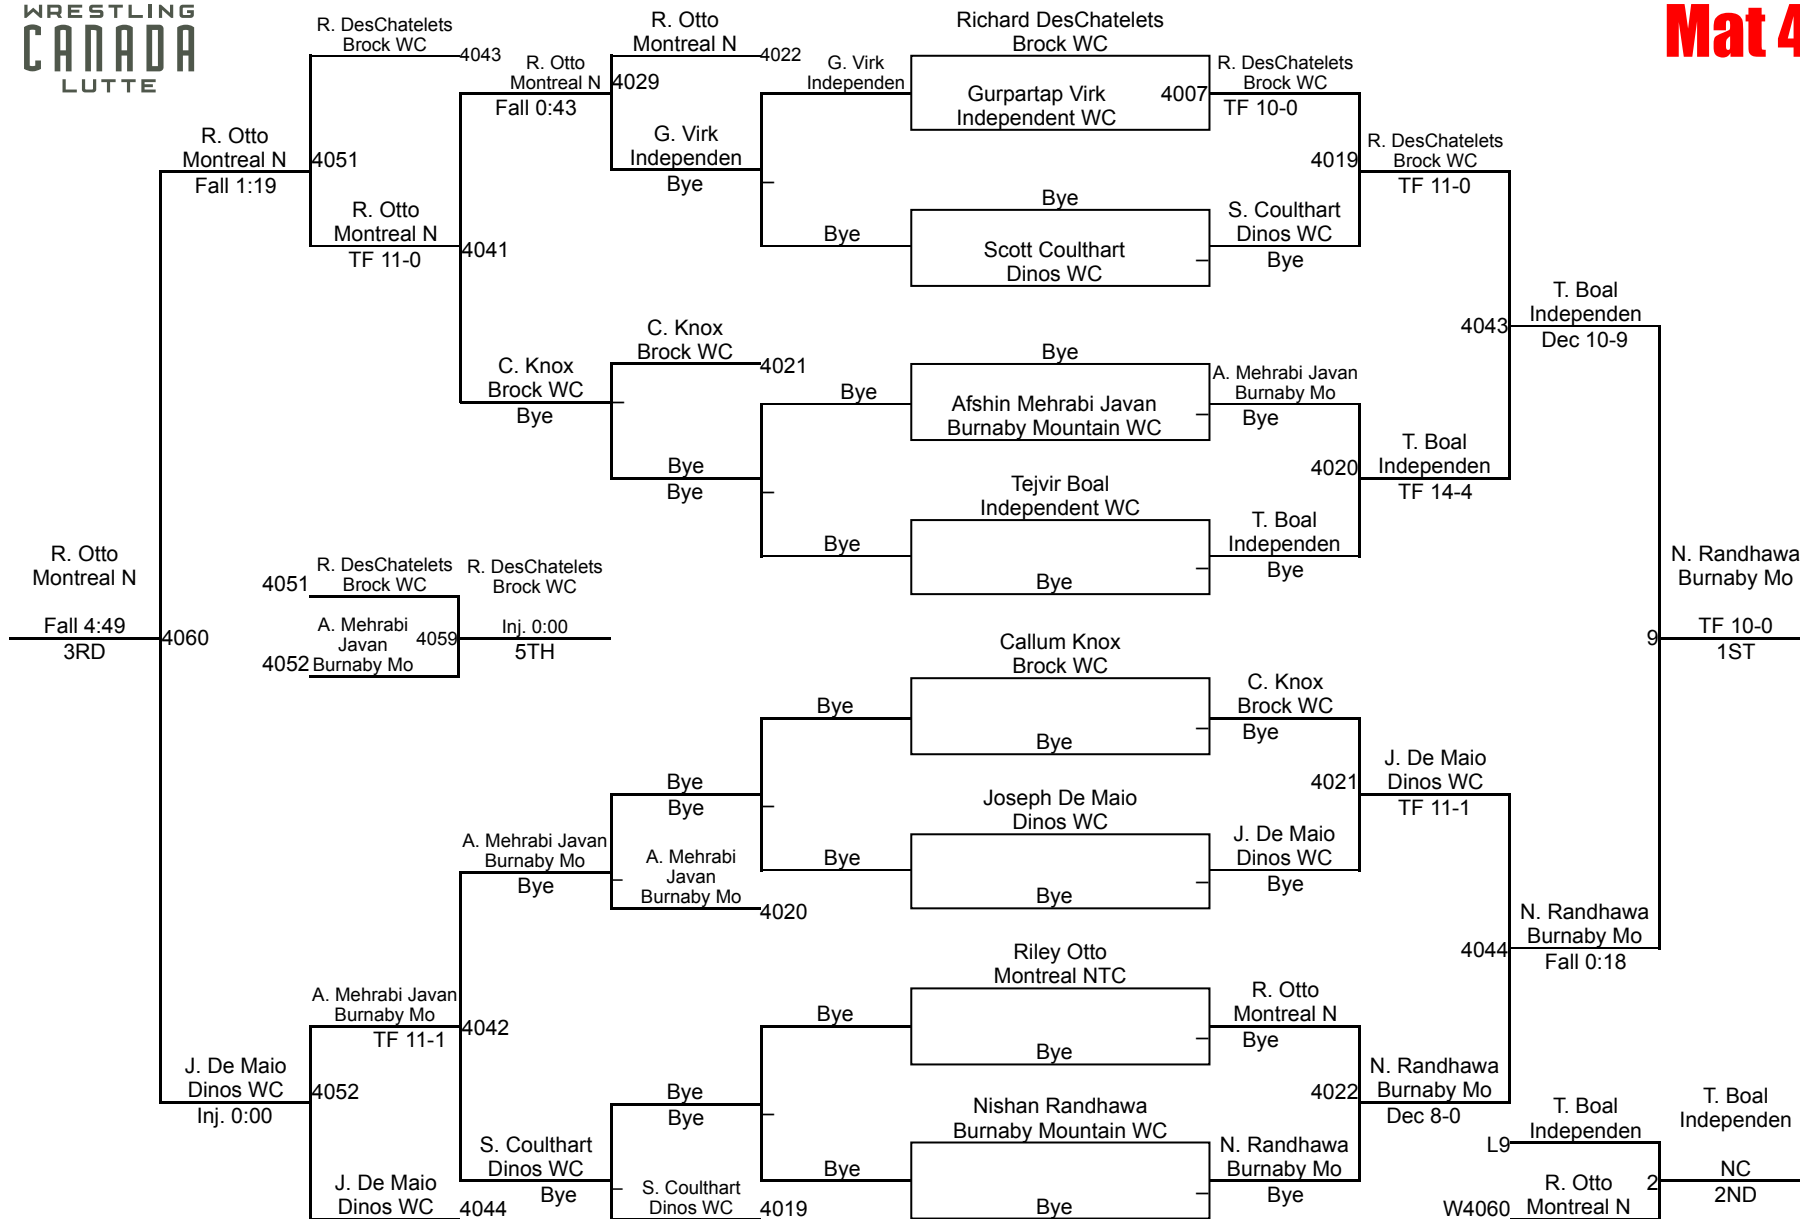 WRESTLING
CANADA
LUTTE
Mat 4
R. DesChatelets
Brock WC
4043
R. Otto
Montreal N
Fall 0:43
R. Otto
Montreal N
4022
4029
G. Virk
Independen
Bye
G. Virk
Independen
Richard DesChatelets
Brock WC
Gurpartap Virk
Independent WC
4007
R. DesChatelets
Brock WC
TF 10-0
4019
R. DesChatelets
Brock WC
TF 11-0
R. Otto
Montreal N
Fall 1:19
4051
R. Otto
Montreal N
TF 11-0
4041
Bye
Bye
Scott Coulthart
Dinos WC
S. Coulthart
Dinos WC
Bye
C. Knox
Brock WC
Bye
C. Knox
Brock WC
4021
Bye
Bye
Bye
Bye
Afshin Mehrabi Javan
Burnaby Mountain WC
A. Mehrabi Javan
Burnaby Mo
Bye
4020
T. Boal
Independen
TF 14-4
4043
T. Boal
Independen
Dec 10-9
Bye
Tejvir Boal
Independent WC
Bye
T. Boal
Independen
Bye
R. Otto
Montreal N
Fall 4:49
3RD
4060
4051
R. DesChatelets
Brock WC
4052
A. Mehrabi
Javan
Burnaby Mo
4059
R. DesChatelets
Brock WC
Inj. 0:00
5TH
9
N. Randhawa
Burnaby Mo
TF 10-0
1ST
Bye
Callum Knox
Brock WC
Bye
C. Knox
Brock WC
Bye
4021
J. De Maio
Dinos WC
TF 11-1
Bye
Bye
A. Mehrabi Javan
Burnaby Mo
Bye
A. Mehrabi
Javan
Burnaby Mo
4020
Bye
Joseph De Maio
Dinos WC
Bye
J. De Maio
Dinos WC
Bye
4044
N. Randhawa
Burnaby Mo
Fall 0:18
A. Mehrabi Javan
Burnaby Mo
TF 11-1
4042
Bye
Riley Otto
Montreal NTC
Bye
R. Otto
Montreal N
Bye
J. De Maio
Dinos WC
Inj. 0:00
4052
Bye
Bye
4022
N. Randhawa
Burnaby Mo
Dec 8-0
S. Coulthart
Dinos WC
Bye
Bye
Nishan Randhawa
Burnaby Mountain WC
Bye
N. Randhawa
Burnaby Mo
Bye
J. De Maio
Dinos WC
4044
S. Coulthart
Dinos WC
4019
L9
T. Boal
Independen
W4060
R. Otto
Montreal N
2
T. Boal
Independen
NC
2ND